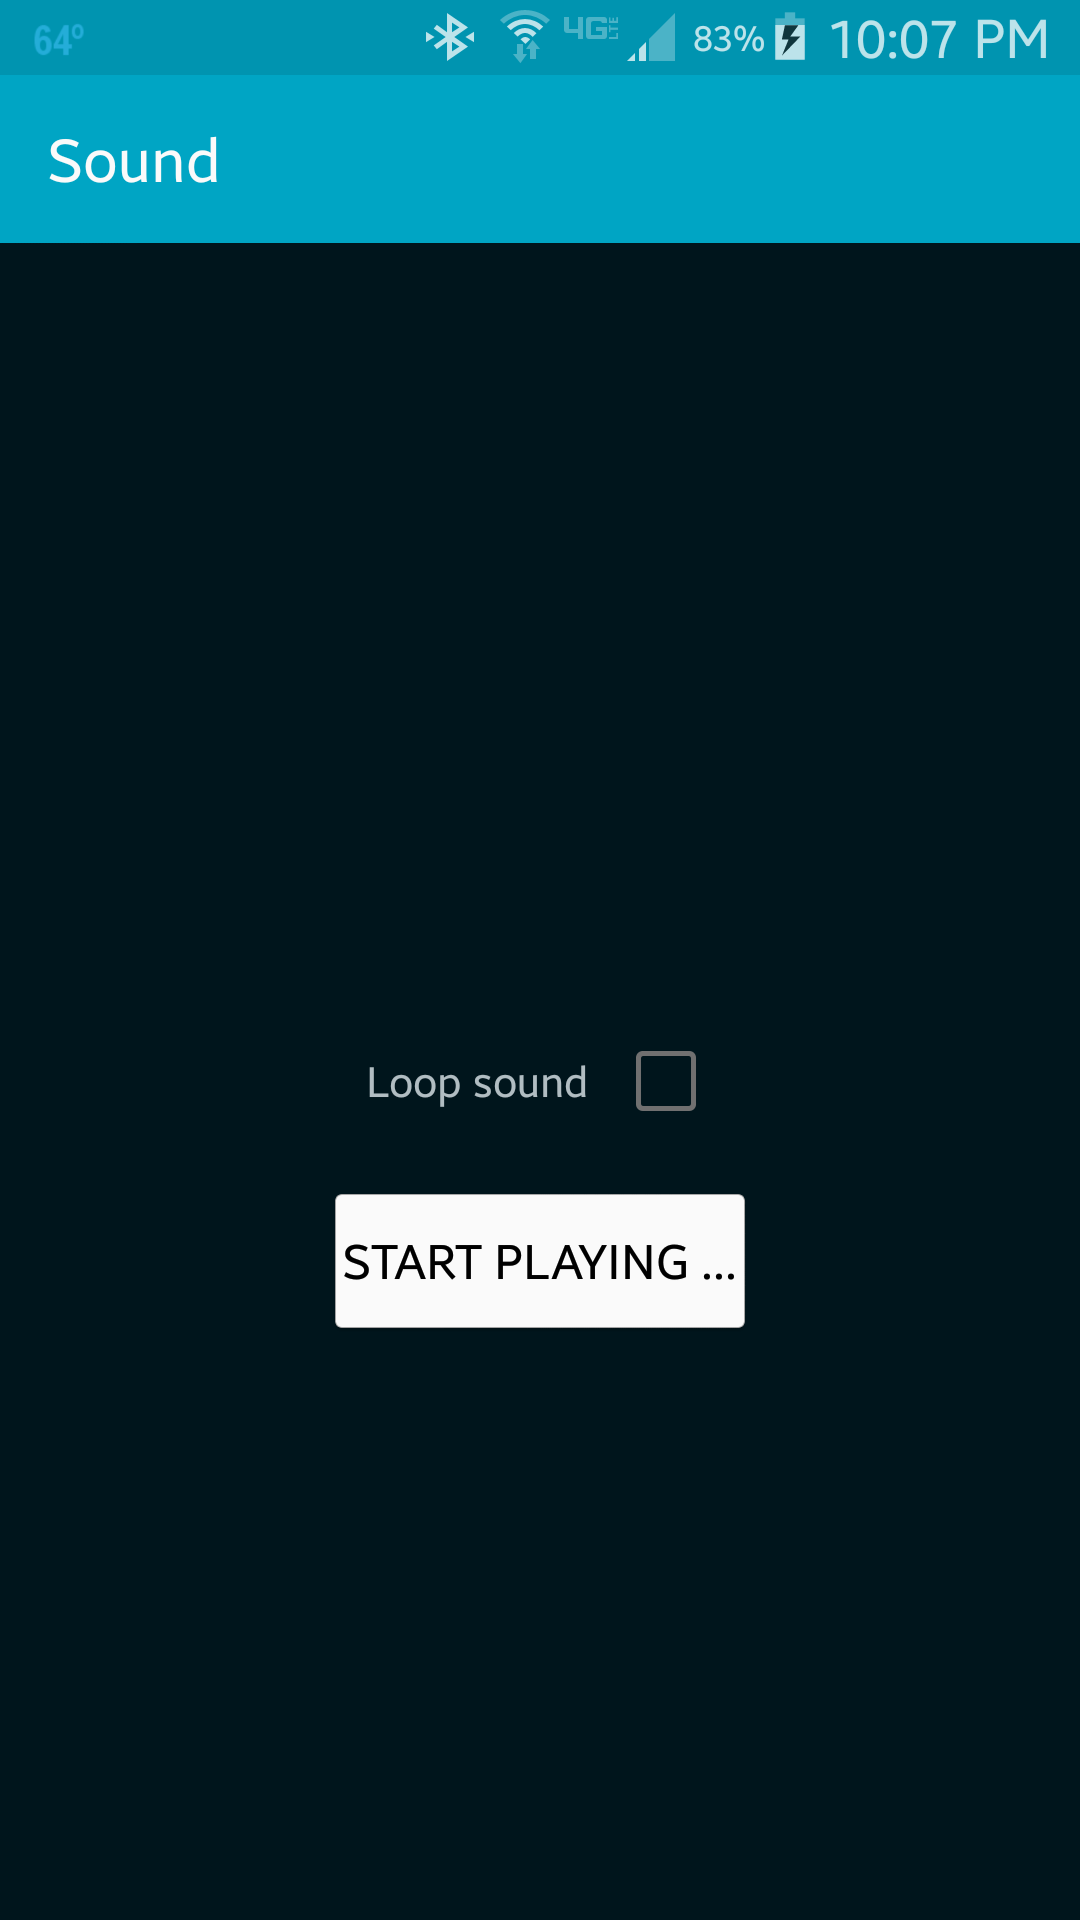 64°
4G LTE 83% 10:07 PM
Sound
Loop sound
START PLAYING ...